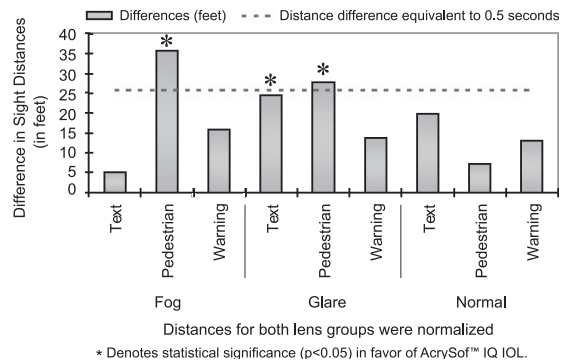 Differences (feet) Distance difference equivalent to 0.5 seconds
Difference in Sight Distances
(in feet)
40
35
30
25
20
15
10
5
0
Text Pedestrian Warning Text Pedestrian Warning Text Pedestrian Warning
Fog Glare Normal
Distances for both lens groups were normalized
* Denotes statistical significance (p<0.05) in favor of AcrySof™ IQ IOL.